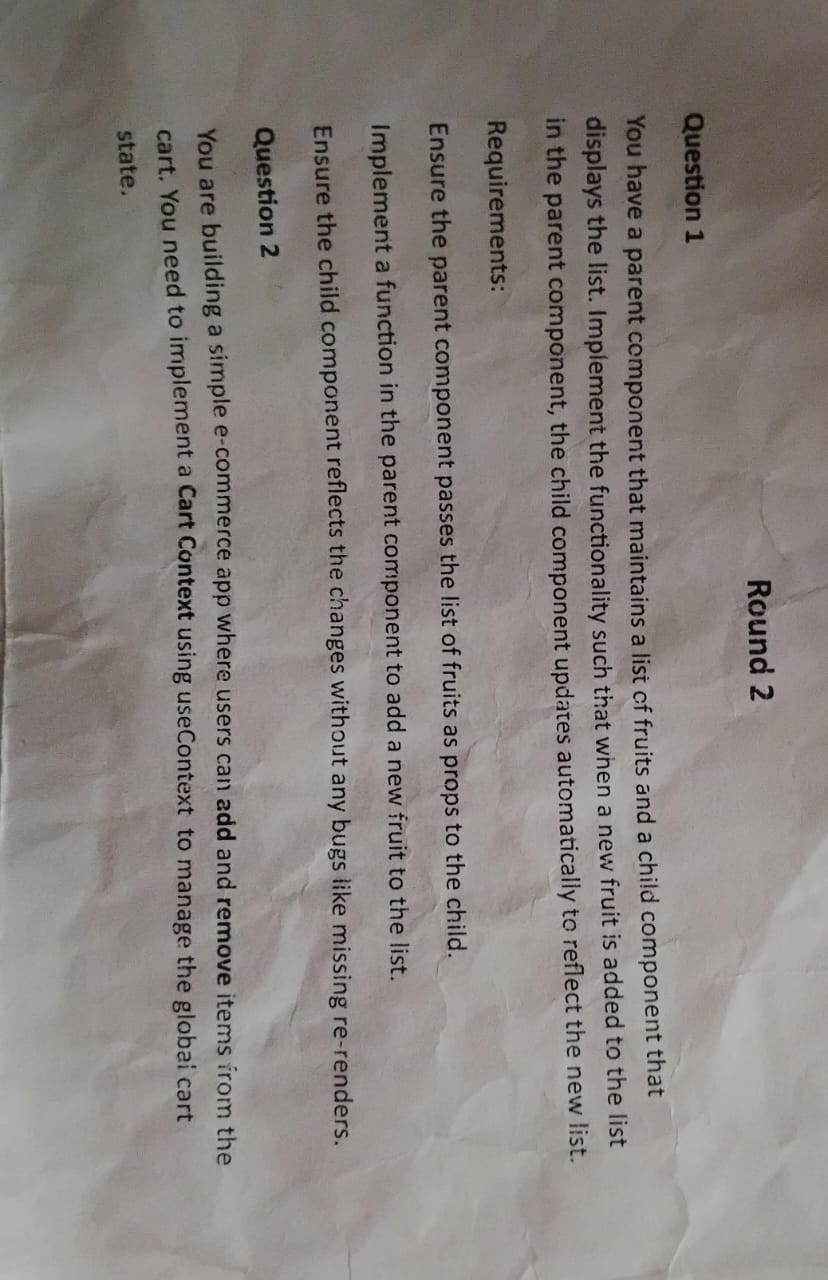 Round 2
Question 1
You have a parent component that maintains a list of fruits and a child component that
displays the list. Implement the functionality such that when a new fruit is added to the list
in the parent component, the child component updates automatically to reflect the new list.
Requirements:
Ensure the parent component passes the list of fruits as props to the child.
Implement a function in the parent component to add a new fruit to the list.
Ensure the child component reflects the changes without any bugs like missing re-renders.
Question 2
You are building a simple e-commerce app where users can add and remove items from the
cart. You need to implement a Cart Context using useContext to manage the global cart
state.